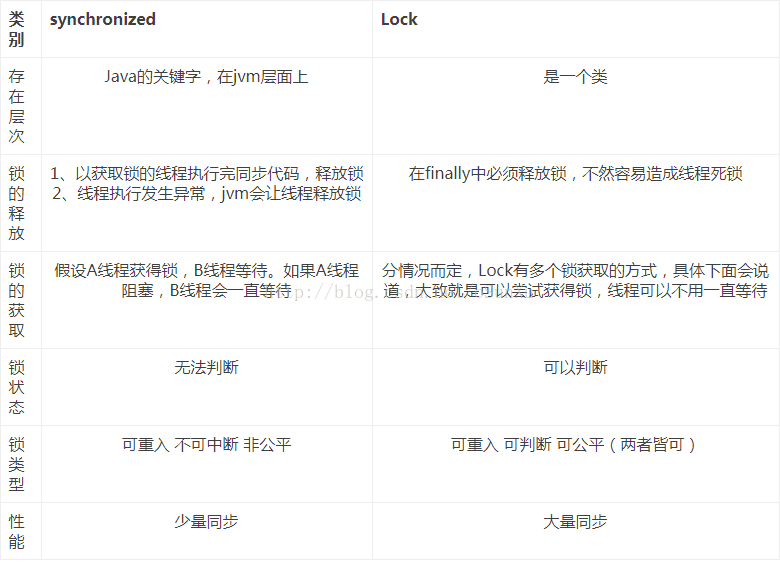 类别 synchronized Lock
存在层次 Java的关键字，在jvm层面上 是一个类
锁的释放 1、以获取锁的线程执行完同步代码，释放锁
2、线程执行发生异常，jvm会让线程释放锁 在finally中必须释放锁，不然容易造成线程死锁
锁的获取 假设A线程获得锁，B线程等待。如果A线程
阻塞，B线程会一直等待 分情况而定，Lock有多个锁获取的方式，具体下面会说
道，大致就是可以尝试获得锁，线程可以不用一直等待
锁状态 无法判断 可以判断
锁类型 可重入 不可中断 非公平 可重入 可判断 可公平（两者皆可）
性能 少量同步 大量同步